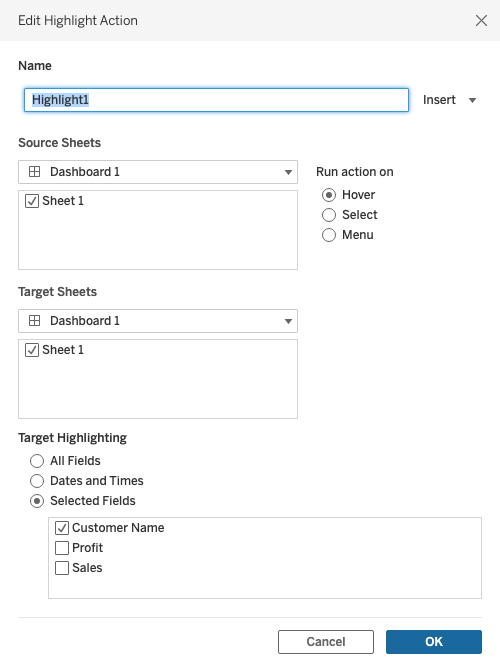 Edit Highlight Action
Name
Highlight1
Insert
Source Sheets
Dashboard 1
Sheet 1
Run action on
Hover
Select
Menu
Target Sheets
Dashboard 1
Sheet 1
Target Highlighting
All Fields
Dates and Times
Selected Fields
Customer Name
Profit
Sales
Cancel
OK